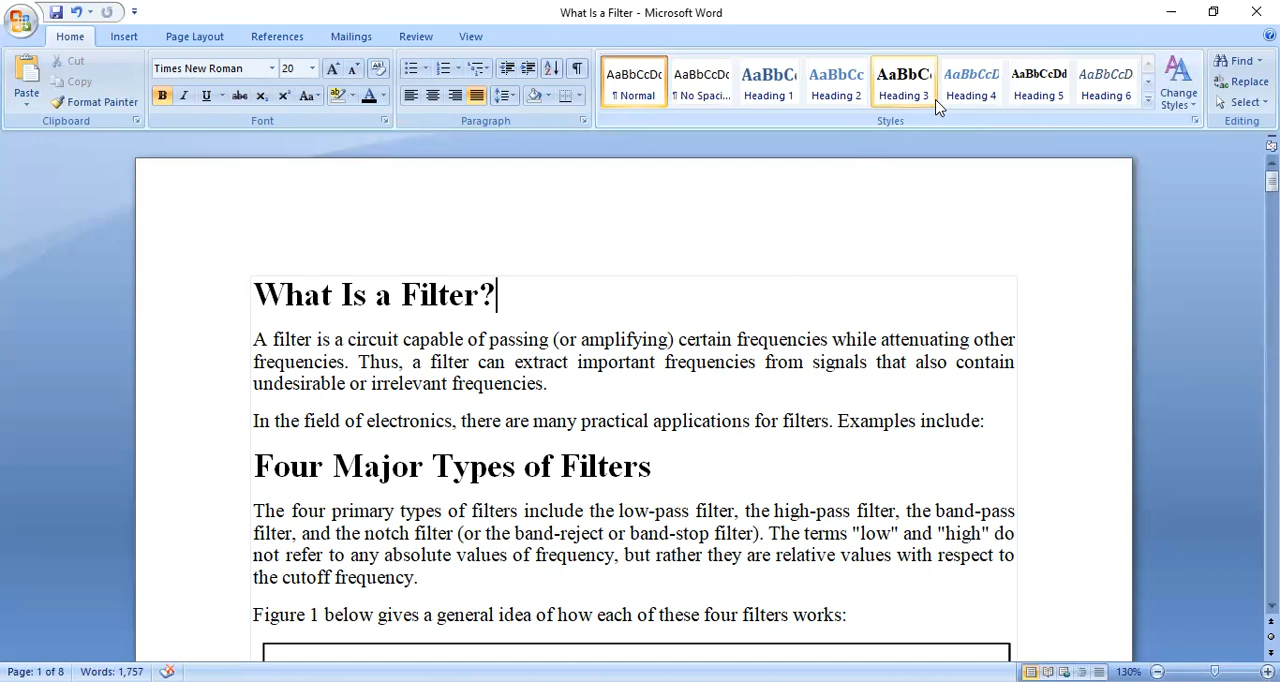 What Is a Filter - Microsoft Word
Home Insert Page Layout References Mailings Review View
Paste
Cut
Copy
Format Painter
Clipboard
Times New Roman 20
Font
Paragraph
AaBbCcDc AaBbCcDc AaBbC AaBbCc AaBbC AaBbCcD AaBbCcDd AaBbCcD
¶ Normal ¶ No Spaci... Heading 1 Heading 2 Heading 3 Heading 4 Heading 5 Heading 6
Change
Styles
Styles
Find
Replace
Select
Editing
What Is a Filter?
A filter is a circuit capable of passing (or amplifying) certain frequencies while attenuating other
frequencies. Thus, a filter can extract important frequencies from signals that also contain
undesirable or irrelevant frequencies.
In the field of electronics, there are many practical applications for filters. Examples include:
Four Major Types of Filters
The four primary types of filters include the low-pass filter, the high-pass filter, the band-pass
filter, and the notch filter (or the band-reject or band-stop filter). The terms "low" and "high" do
not refer to any absolute values of frequency, but rather they are relative values with respect to
the cutoff frequency.
Figure 1 below gives a general idea of how each of these four filters works:
Page: 1 of 8 Words: 1,757 130%